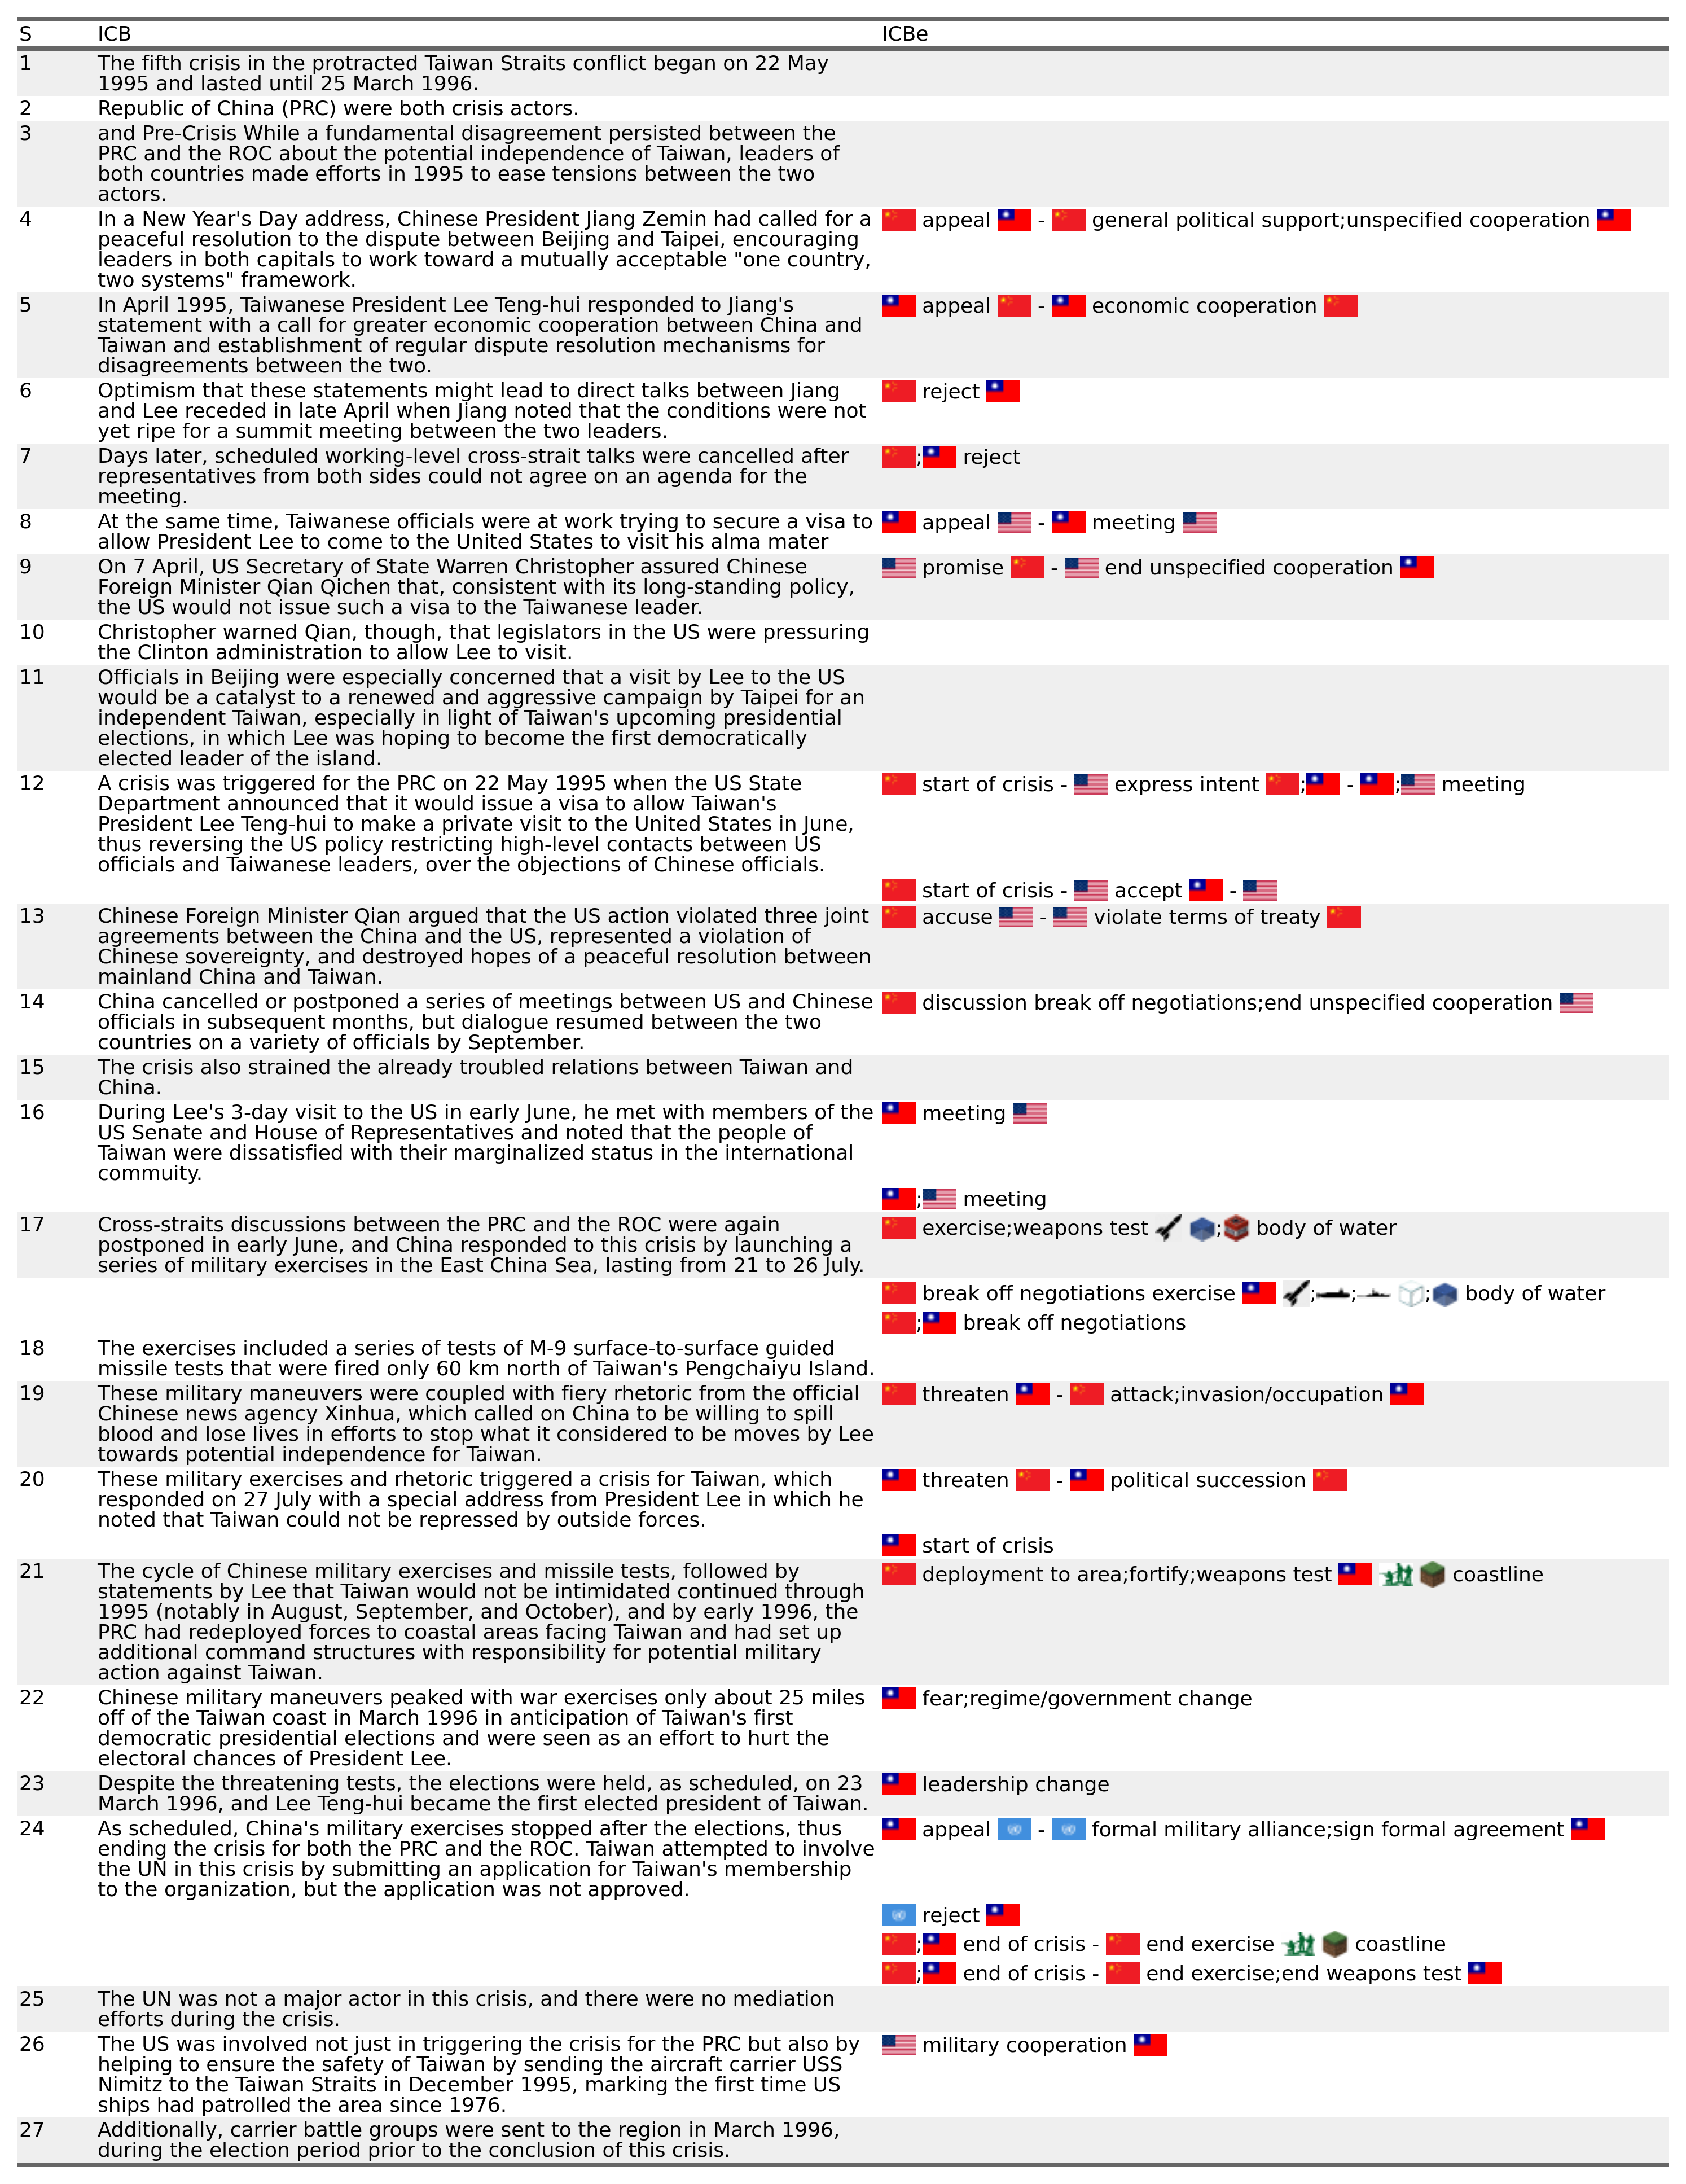 S ICB ICBe
1 The fifth crisis in the protracted Taiwan Straits conflict began on 22 May
1995 and lasted until 25 March 1996.
2 Republic of China (PRC) were both crisis actors.
3 and Pre-Crisis While a fundamental disagreement persisted between the
PRC and the ROC about the potential independence of Taiwan, leaders of
both countries made efforts in 1995 to ease tensions between the two
actors.
4 In a New Year's Day address, Chinese President Jiang Zemin had called for a appeal - general political support;unspecified cooperation
peaceful resolution to the dispute between Beijing and Taipei, encouraging
leaders in both capitals to work toward a mutually acceptable "one country,
two systems" framework.
5 In April 1995, Taiwanese President Lee Teng-hui responded to Jiang's appeal - economic cooperation
statement with a call for greater economic cooperation between China and
Taiwan and establishment of regular dispute resolution mechanisms for
disagreements between the two.
6 Optimism that these statements might lead to direct talks between Jiang reject
and Lee receded in late April when Jiang noted that the conditions were not
yet ripe for a summit meeting between the two leaders.
7 Days later, scheduled working-level cross-strait talks were cancelled after ; reject
representatives from both sides could not agree on an agenda for the
meeting.
8 At the same time, Taiwanese officials were at work trying to secure a visa to appeal - meeting
allow President Lee to come to the United States to visit his alma mater
9 On 7 April, US Secretary of State Warren Christopher assured Chinese promise - end unspecified cooperation
Foreign Minister Qian Qichen that, consistent with its long-standing policy,
the US would not issue such a visa to the Taiwanese leader.
10 Christopher warned Qian, though, that legislators in the US were pressuring
the Clinton administration to allow Lee to visit.
11 Officials in Beijing were especially concerned that a visit by Lee to the US
would be a catalyst to a renewed and aggressive campaign by Taipei for an
independent Taiwan, especially in light of Taiwan's upcoming presidential
elections, in which Lee was hoping to become the first democratically
elected leader of the island.
12 A crisis was triggered for the PRC on 22 May 1995 when the US State start of crisis - express intent ; - ; meeting
Department announced that it would issue a visa to allow Taiwan's
President Lee Teng-hui to make a private visit to the United States in June,
thus reversing the US policy restricting high-level contacts between US
officials and Taiwanese leaders, over the objections of Chinese officials.
start of crisis - accept -
13 Chinese Foreign Minister Qian argued that the US action violated three joint accuse - violate terms of treaty
agreements between the China and the US, represented a violation of
Chinese sovereignty, and destroyed hopes of a peaceful resolution between
mainland China and Taiwan.
14 China cancelled or postponed a series of meetings between US and Chinese discussion break off negotiations;end unspecified cooperation
officials in subsequent months, but dialogue resumed between the two
countries on a variety of officials by September.
15 The crisis also strained the already troubled relations between Taiwan and
China.
16 During Lee's 3-day visit to the US in early June, he met with members of the meeting
US Senate and House of Representatives and noted that the people of
Taiwan were dissatisfied with their marginalized status in the international
commuity.
; meeting
17 Cross-straits discussions between the PRC and the ROC were again exercise;weapons test ; body of water
postponed in early June, and China responded to this crisis by launching a
series of military exercises in the East China Sea, lasting from 21 to 26 July.
break off negotiations exercise ; ; ; body of water
; break off negotiations
18 The exercises included a series of tests of M-9 surface-to-surface guided
missile tests that were fired only 60 km north of Taiwan's Pengchaiyu Island.
19 These military maneuvers were coupled with fiery rhetoric from the official threaten - attack;invasion/occupation
Chinese news agency Xinhua, which called on China to be willing to spill
blood and lose lives in efforts to stop what it considered to be moves by Lee
towards potential independence for Taiwan.
20 These military exercises and rhetoric triggered a crisis for Taiwan, which threaten - political succession
responded on 27 July with a special address from President Lee in which he
noted that Taiwan could not be repressed by outside forces.
start of crisis
21 The cycle of Chinese military exercises and missile tests, followed by deployment to area;fortify;weapons test coastline
statements by Lee that Taiwan would not be intimidated continued through
1995 (notably in August, September, and October), and by early 1996, the
PRC had redeployed forces to coastal areas facing Taiwan and had set up
additional command structures with responsibility for potential military
action against Taiwan.
22 Chinese military maneuvers peaked with war exercises only about 25 miles fear;regime/government change
off of the Taiwan coast in March 1996 in anticipation of Taiwan's first
democratic presidential elections and were seen as an effort to hurt the
electoral chances of President Lee.
23 Despite the threatening tests, the elections were held, as scheduled, on 23 leadership change
March 1996, and Lee Teng-hui became the first elected president of Taiwan.
24 As scheduled, China's military exercises stopped after the elections, thus appeal - formal military alliance;sign formal agreement
ending the crisis for both the PRC and the ROC. Taiwan attempted to involve
the UN in this crisis by submitting an application for Taiwan's membership
to the organization, but the application was not approved.
reject
; end of crisis - end exercise coastline
; end of crisis - end exercise;end weapons test
25 The UN was not a major actor in this crisis, and there were no mediation
efforts during the crisis.
26 The US was involved not just in triggering the crisis for the PRC but also by military cooperation
helping to ensure the safety of Taiwan by sending the aircraft carrier USS
Nimitz to the Taiwan Straits in December 1995, marking the first time US
ships had patrolled the area since 1976.
27 Additionally, carrier battle groups were sent to the region in March 1996,
during the election period prior to the conclusion of this crisis.